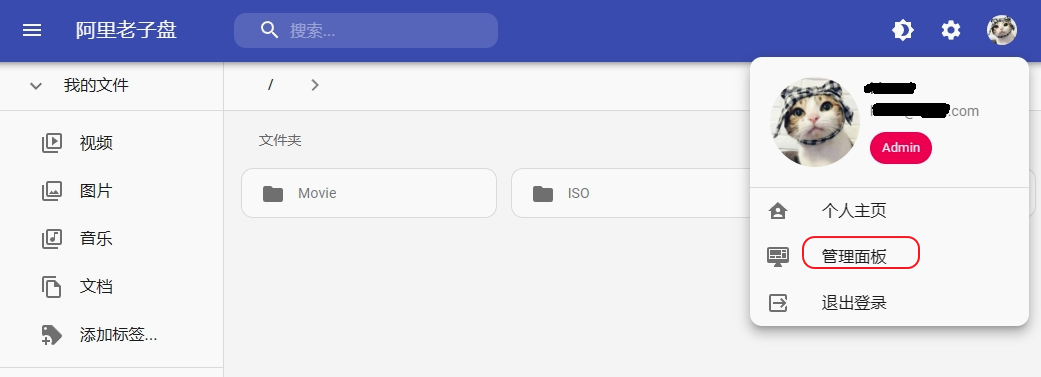 阿里老子盘
搜索...
我的文件
/
视频
图片
音乐
文档
添加标签...
文件夹
Movie
ISO
.com
Admin
个人主页
管理面板
退出登录